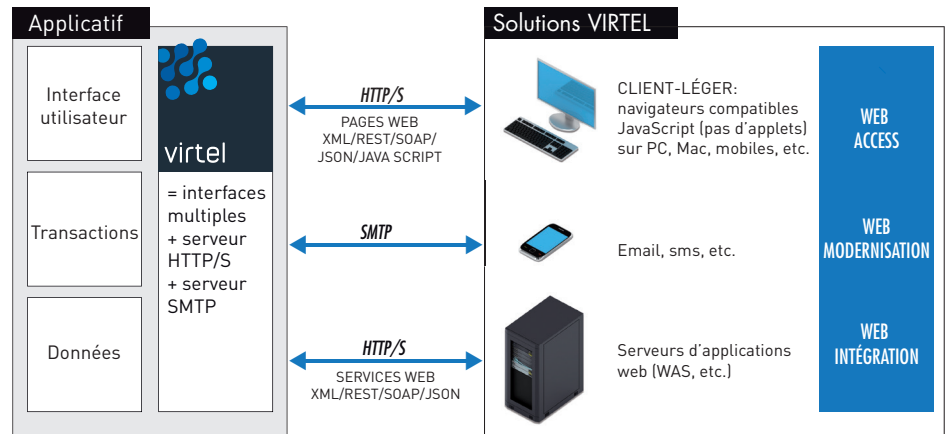 Applicatif
Interface
utilisateur
Transactions
Données
virtel
= interfaces
multiples
+ serveur
HTTP/S
+ serveur
SMTP
HTTP/S
PAGES WEB
XML/REST/SOAP/
JSON/JAVA SCRIPT
SMTP
HTTP/S
SERVICES WEB
XML/REST/SOAP/JSON
Solutions VIRTEL
CLIENT-LÉGER:
navigateurs compatibles
JavaScript (pas d'applets)
sur PC, Mac, mobiles, etc.
Email, sms, etc.
Serveurs d'applications
web (WAS, etc.)
WEB
ACCESS
WEB
MODERNISATION
WEB
INTÉGRATION